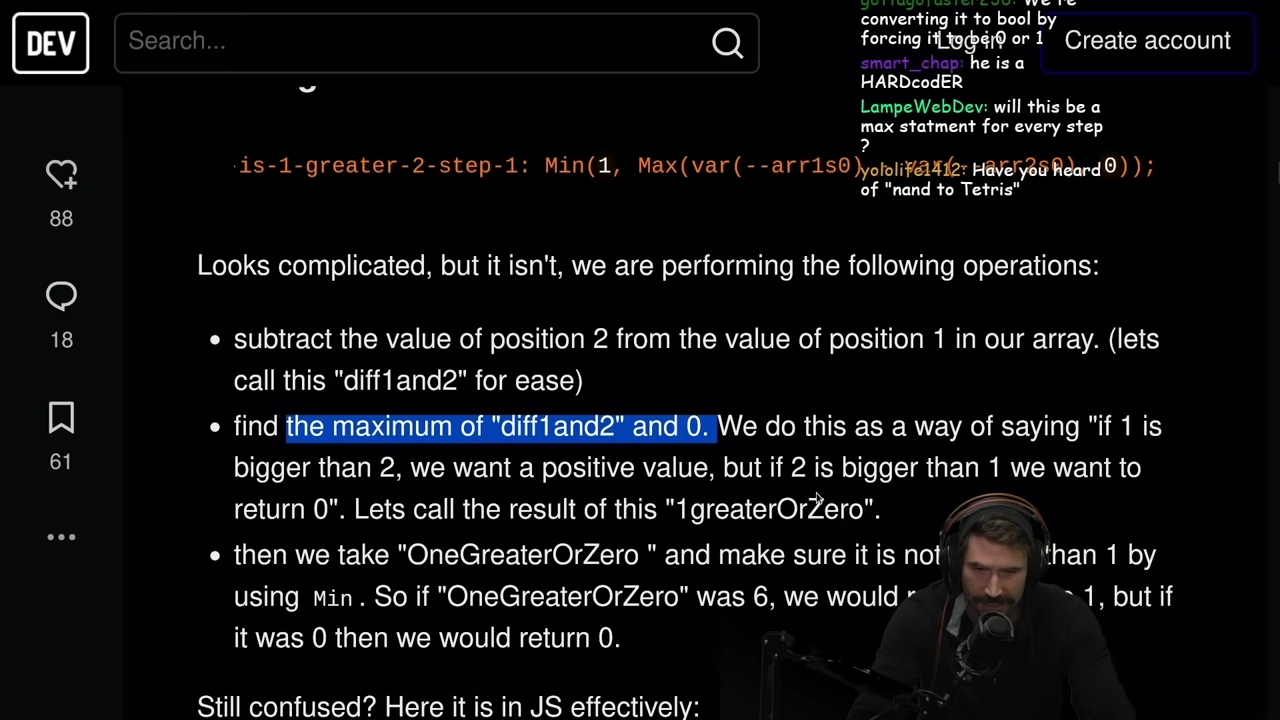 DEV
Search...
Log in
Create account
converting it to bool by
forcing it to be 0 or 1
smart_chap: he is a
HARDcodER
LampeWebDev: will this be a
max statment for every step
?
yololife1412: Have you heard
of "nand to Tetris"
is-1-greater-2-step-1: Min(1, Max(var(--arr1s0) - var(--arr2s0), 0));
88
18
61
Looks complicated, but it isn't, we are performing the following operations:
subtract the value of position 2 from the value of position 1 in our array. (lets
call this "diff1and2" for ease)
find the maximum of "diff1and2" and 0. We do this as a way of saying "if 1 is
bigger than 2, we want a positive value, but if 2 is bigger than 1 we want to
return 0". Lets call the result of this "1greaterOrZero".
then we take "OneGreaterOrZero " and make sure it is not than 1 by
using Min. So if "OneGreaterOrZero" was 6, we would 1, but if
it was 0 then we would return 0.
Still confused? Here it is in JS effectively: